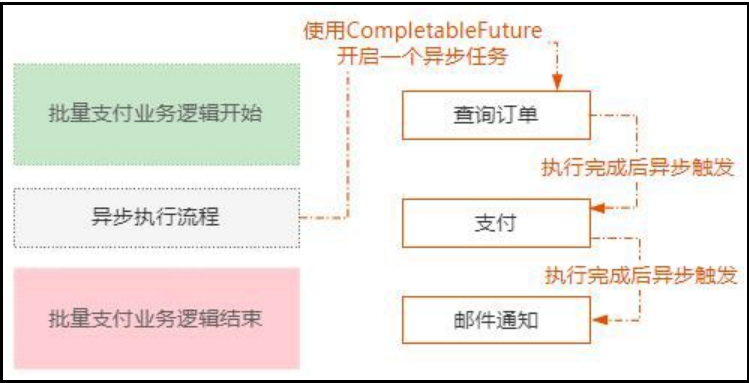 使用CompletableFuture
开启一个异步任务
批量支付业务逻辑开始
查询订单
执行完成后异步触发
异步执行流程
支付
执行完成后异步触发
批量支付业务逻辑结束
邮件通知